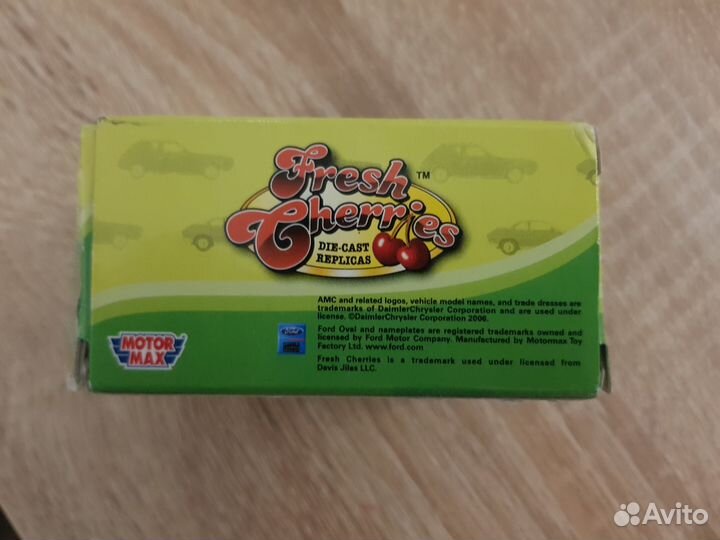 Fresh
Cherries
TM
DIE-CAST
REPLICAS
AMC and related logos, vehicle model names, and trade dresses are
trademarks of DaimlerChrysler Corporation and are used under
license. ©DaimlerChrysler Corporation 2006.
Ford Oval and nameplates are registered trademarks owned and
licensed by Ford Motor Company. Manufactured by Motormax Toy
Factory Ltd. www.ford.com
Fresh Cherries is a trademark used under licensed from
Davis Jilas LLC.
MOTOR
MAX
Ford
Avito